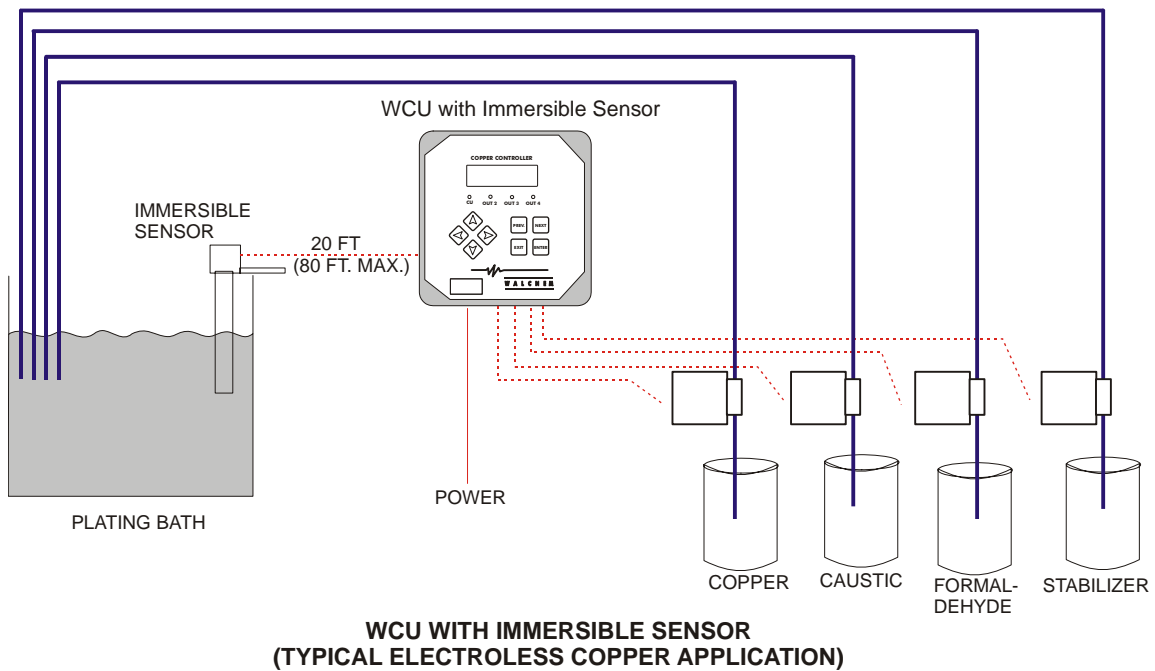 WCU with Immersible Sensor
COPPER CONTROLLER
CU OUT 2 OUT 3 OUT 4
PREV. NEXT
EXIT ENTER
WALCHEM
IMMERSIBLE
SENSOR
20 FT
(80 FT. MAX.)
POWER
PLATING BATH
COPPER
CAUSTIC
FORMAL-
DEHYDE
STABILIZER
WCU WITH IMMERSIBLE SENSOR
(TYPICAL ELECTROLESS COPPER APPLICATION)